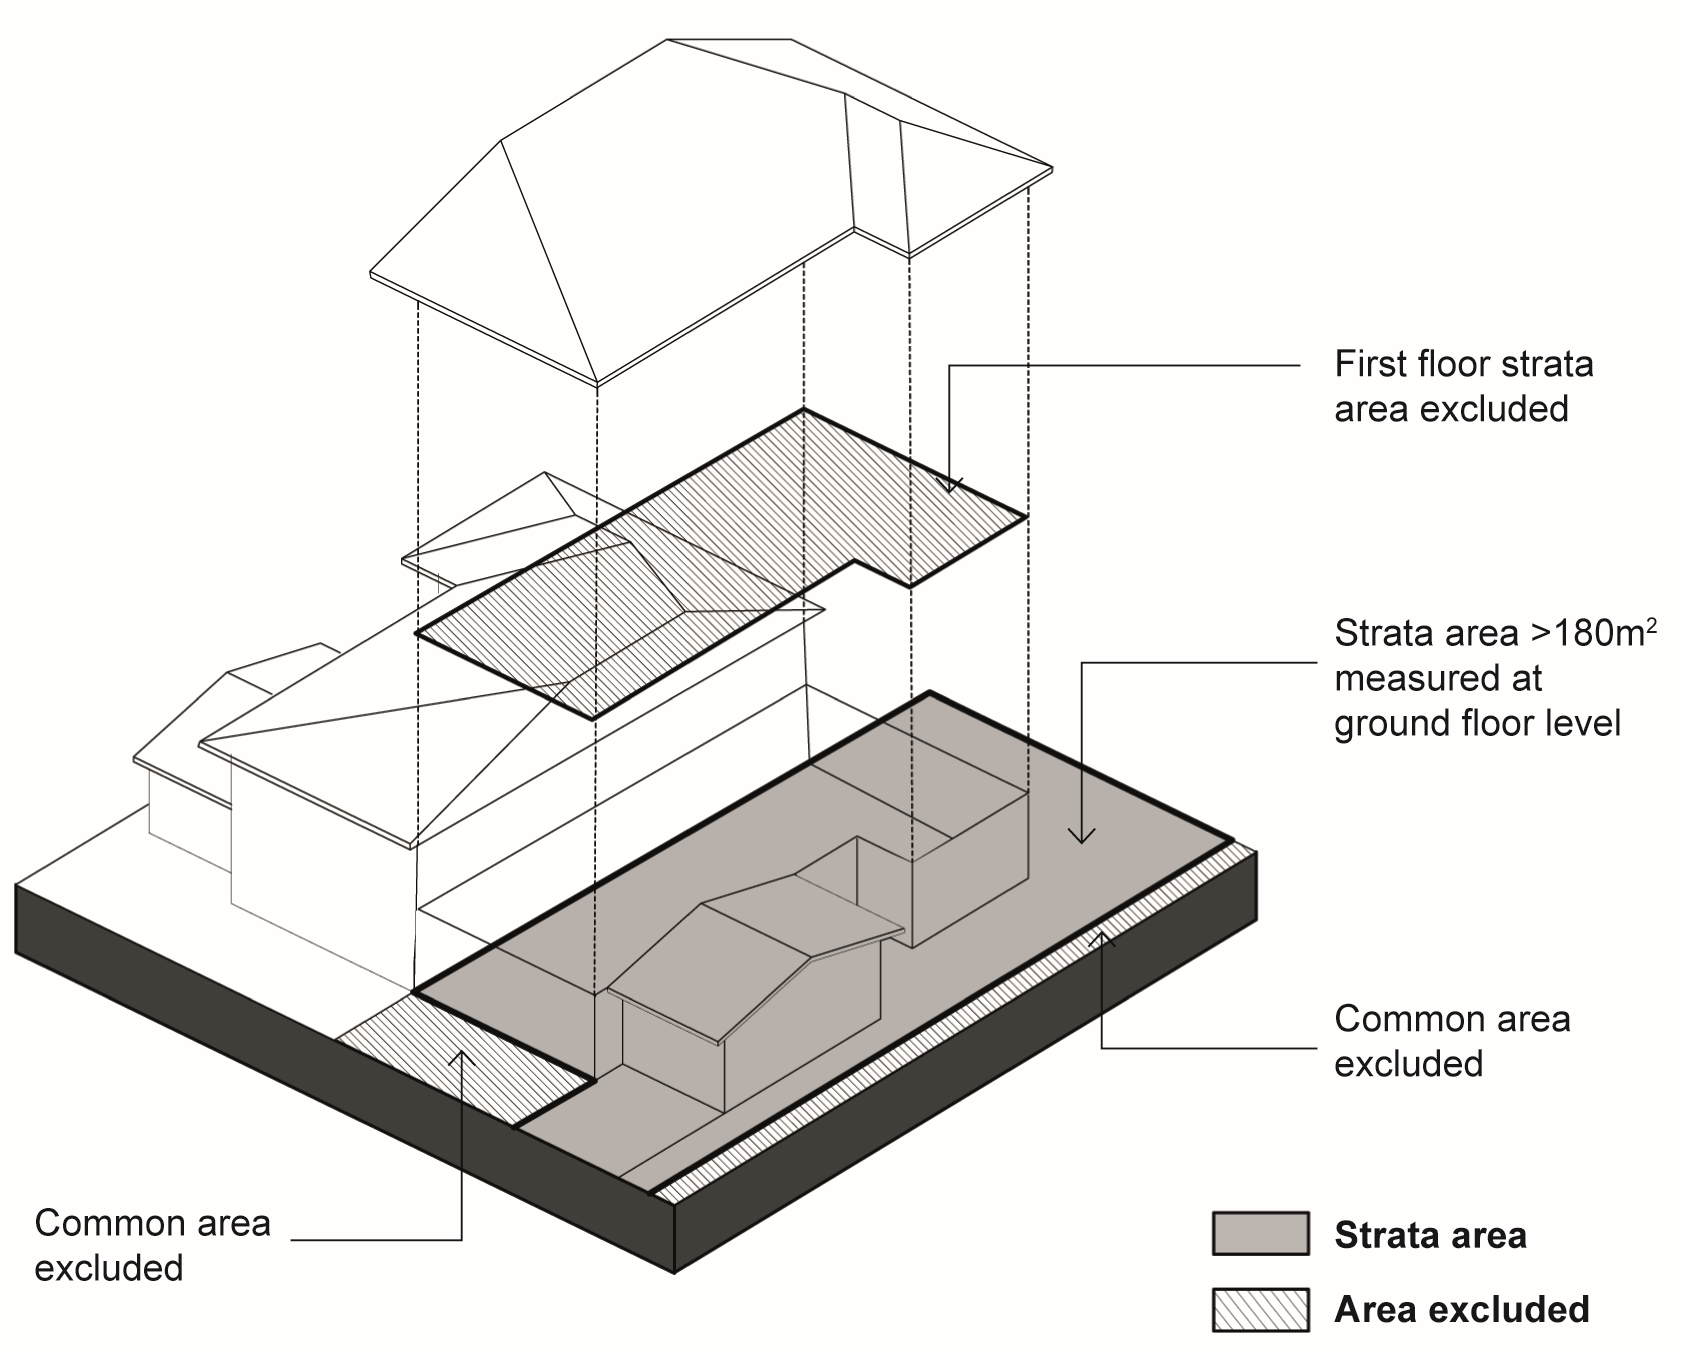 First floor strata
area excluded
Strata area >180m²
measured at
ground floor level
Common area
excluded
Common area
excluded
Strata area
Area excluded